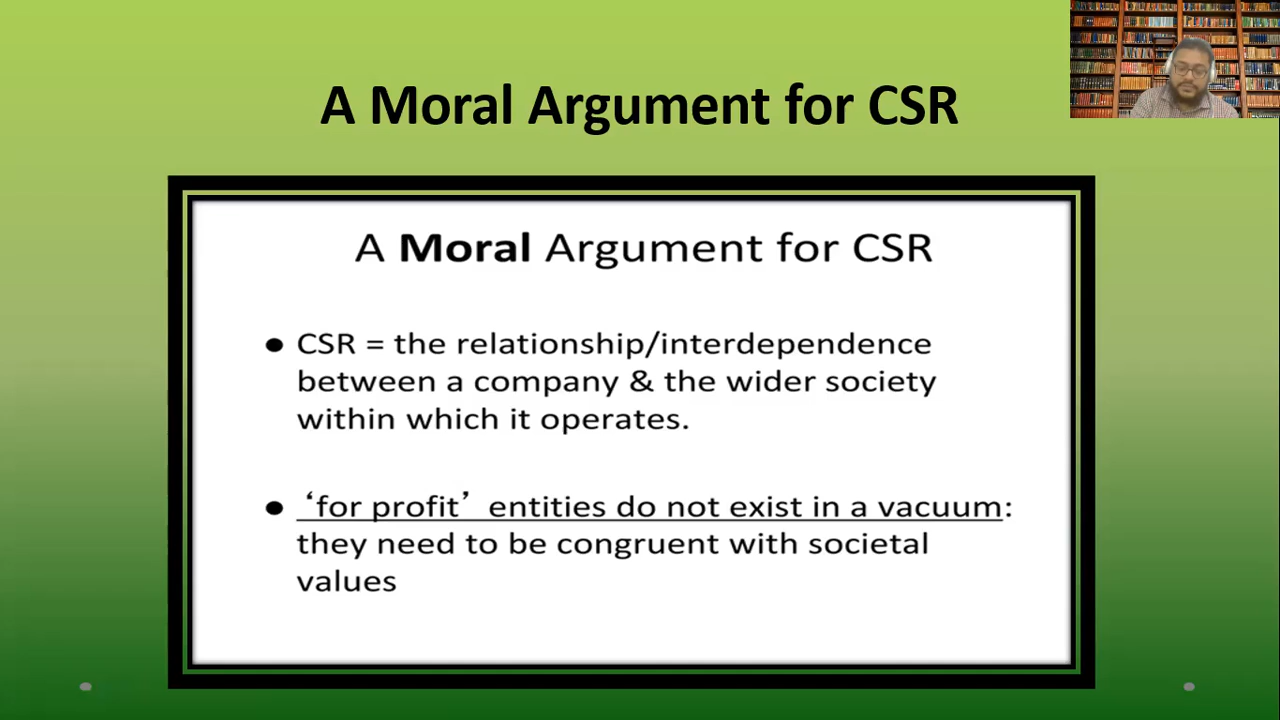 A Moral Argument for CSR
A Moral Argument for CSR
● CSR = the relationship/interdependence
between a company & the wider society
within which it operates.
● ‘for profit’ entities do not exist in a vacuum:
they need to be congruent with societal
values